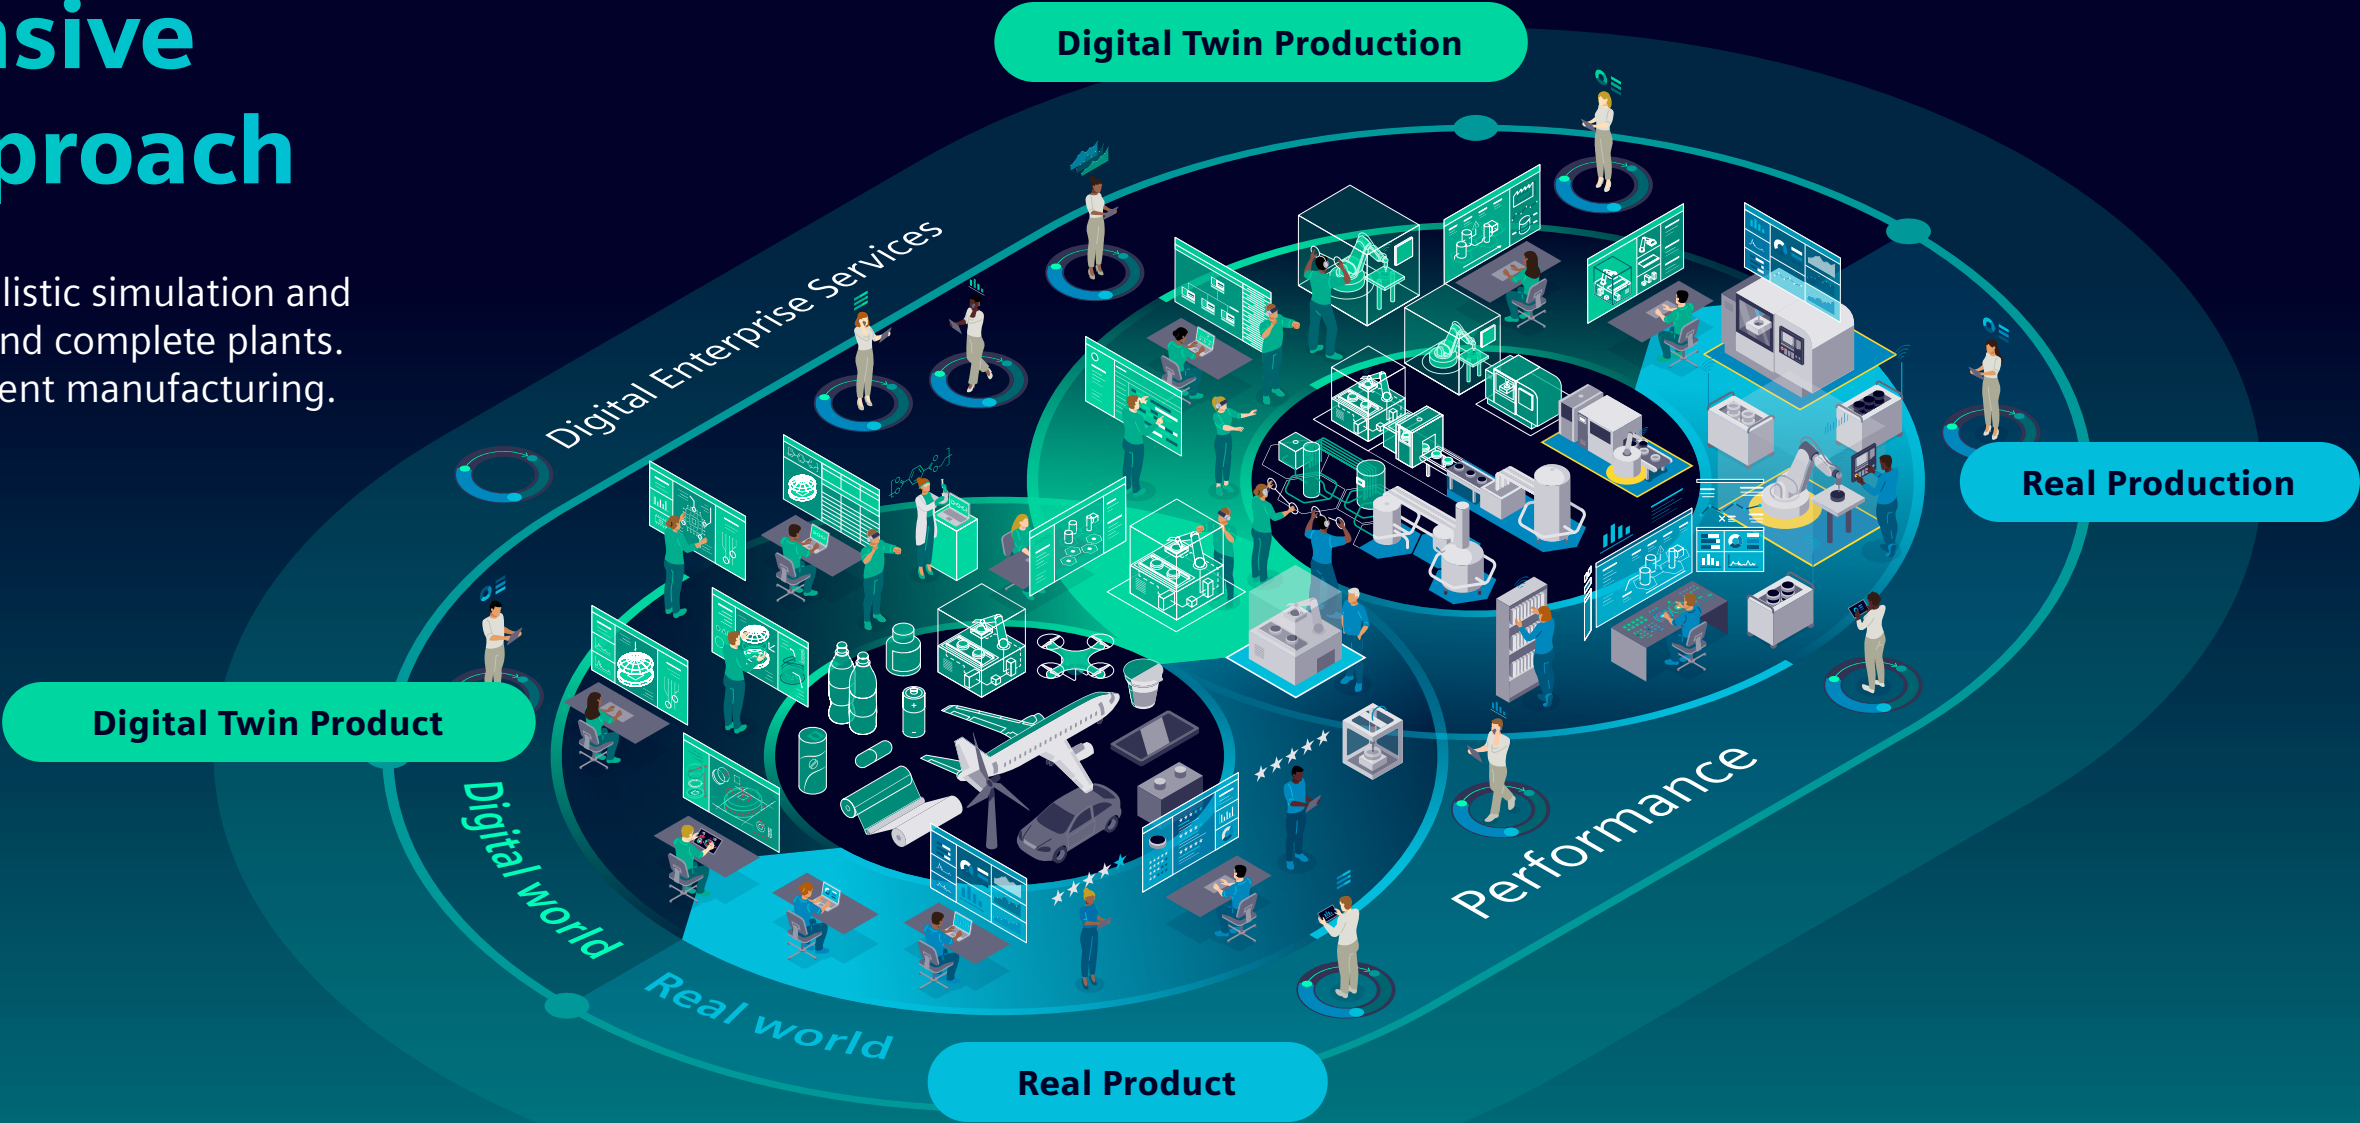 nsive
proach
listic simulation and
nd complete plants.
ent manufacturing.
Digital Twin Production
Digital Enterprise Services
Real Production
Digital Twin Product
Digital world
Performance
Real world
Real Product